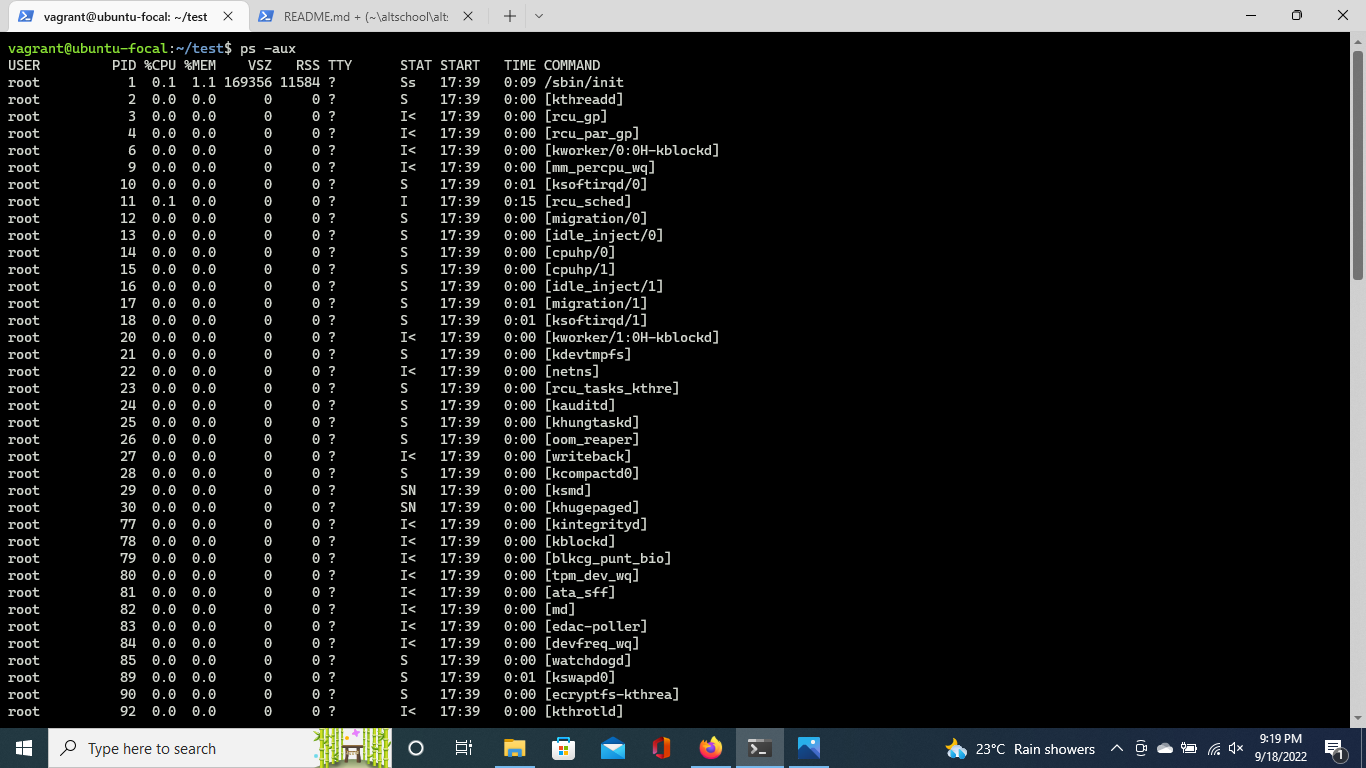 vagrant@ubuntu-focal: ~/test README.md + (~\altschool\alt:
vagrant@ubuntu-focal:~/test$ ps -aux
USER PID %CPU %MEM VSZ RSS TTY STAT START TIME COMMAND
root 1 0.1 1.1 169356 11584 ? Ss 17:39 0:09 /sbin/init
root 2 0.0 0.0 0 0 ? S 17:39 0:00 [kthreadd]
root 3 0.0 0.0 0 0 ? I< 17:39 0:00 [rcu_gp]
root 4 0.0 0.0 0 0 ? I< 17:39 0:00 [rcu_par_gp]
root 6 0.0 0.0 0 0 ? I< 17:39 0:00 [kworker/0:0H-kblockd]
root 9 0.0 0.0 0 0 ? I< 17:39 0:00 [mm_percpu_wq]
root 10 0.0 0.0 0 0 ? S 17:39 0:01 [ksoftirqd/0]
root 11 0.1 0.0 0 0 ? I 17:39 0:15 [rcu_sched]
root 12 0.0 0.0 0 0 ? S 17:39 0:00 [migration/0]
root 13 0.0 0.0 0 0 ? S 17:39 0:00 [idle_inject/0]
root 14 0.0 0.0 0 0 ? S 17:39 0:00 [cpuhp/0]
root 15 0.0 0.0 0 0 ? S 17:39 0:00 [cpuhp/1]
root 16 0.0 0.0 0 0 ? S 17:39 0:00 [idle_inject/1]
root 17 0.0 0.0 0 0 ? S 17:39 0:01 [migration/1]
root 18 0.0 0.0 0 0 ? S 17:39 0:01 [ksoftirqd/1]
root 20 0.0 0.0 0 0 ? I< 17:39 0:00 [kworker/1:0H-kblockd]
root 21 0.0 0.0 0 0 ? S 17:39 0:00 [kdevtmpfs]
root 22 0.0 0.0 0 0 ? I< 17:39 0:00 [netns]
root 23 0.0 0.0 0 0 ? S 17:39 0:00 [rcu_tasks_kthre]
root 24 0.0 0.0 0 0 ? S 17:39 0:00 [kauditd]
root 25 0.0 0.0 0 0 ? S 17:39 0:00 [khungtaskd]
root 26 0.0 0.0 0 0 ? S 17:39 0:00 [oom_reaper]
root 27 0.0 0.0 0 0 ? I< 17:39 0:00 [writeback]
root 28 0.0 0.0 0 0 ? S 17:39 0:00 [kcompactd0]
root 29 0.0 0.0 0 0 ? SN 17:39 0:00 [ksmd]
root 30 0.0 0.0 0 0 ? SN 17:39 0:00 [khugepaged]
root 77 0.0 0.0 0 0 ? I< 17:39 0:00 [kintegrityd]
root 78 0.0 0.0 0 0 ? I< 17:39 0:00 [kblockd]
root 79 0.0 0.0 0 0 ? I< 17:39 0:00 [blkcg_punt_bio]
root 80 0.0 0.0 0 0 ? I< 17:39 0:00 [tpm_dev_wq]
root 81 0.0 0.0 0 0 ? I< 17:39 0:00 [ata_sff]
root 82 0.0 0.0 0 0 ? I< 17:39 0:00 [md]
root 83 0.0 0.0 0 0 ? I< 17:39 0:00 [edac-poller]
root 84 0.0 0.0 0 0 ? I< 17:39 0:00 [devfreq_wq]
root 85 0.0 0.0 0 0 ? S 17:39 0:00 [watchdogd]
root 89 0.0 0.0 0 0 ? S 17:39 0:01 [kswapd0]
root 90 0.0 0.0 0 0 ? S 17:39 0:00 [ecryptfs-kthrea]
root 92 0.0 0.0 0 0 ? I< 17:39 0:00 [kthrotld]
Type here to search 23°C Rain showers 9:19 PM
9/18/2022 1